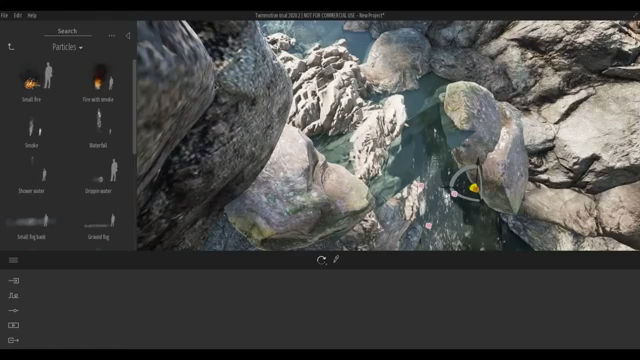 File Edit Help
Twinmotion trial 2020.2 | NOT FOR COMMERCIAL USE - New Project*
Search
...
Particles
Small fire
Fire with smoke
Smoke
Waterfall
Shower water
Drippin water
Small fog bank
Ground fog